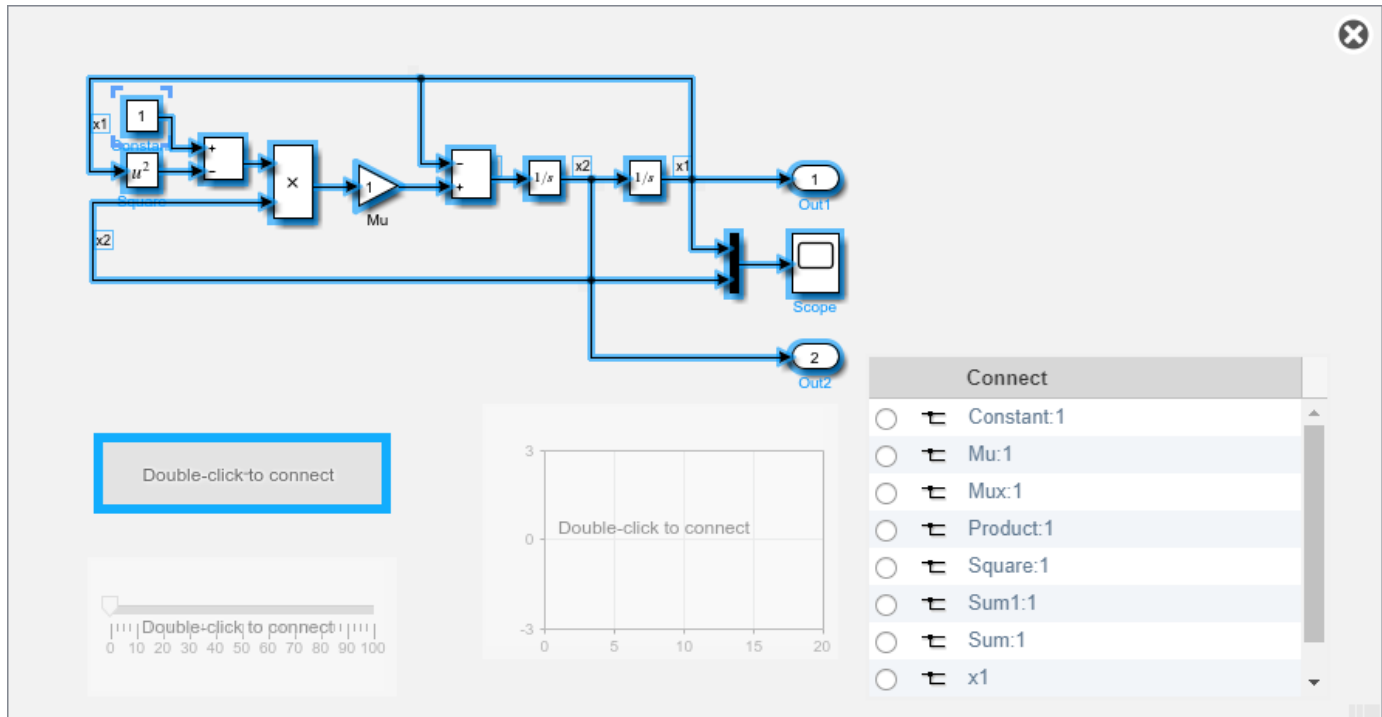 x1
1
Constant
u²
Square
+
−
×
1
Mu
−
+
1/s
x2
1/s
x1
1
Out1
x2
Scope
2
Out2
Connect
Constant:1
Mu:1
Mux:1
Product:1
Square:1
Sum1:1
Sum:1
x1
Double-click to connect
3
0
-3
Double-click to connect
0 5 10 15 20
Double-click to connect
0 10 20 30 40 50 60 70 80 90 100